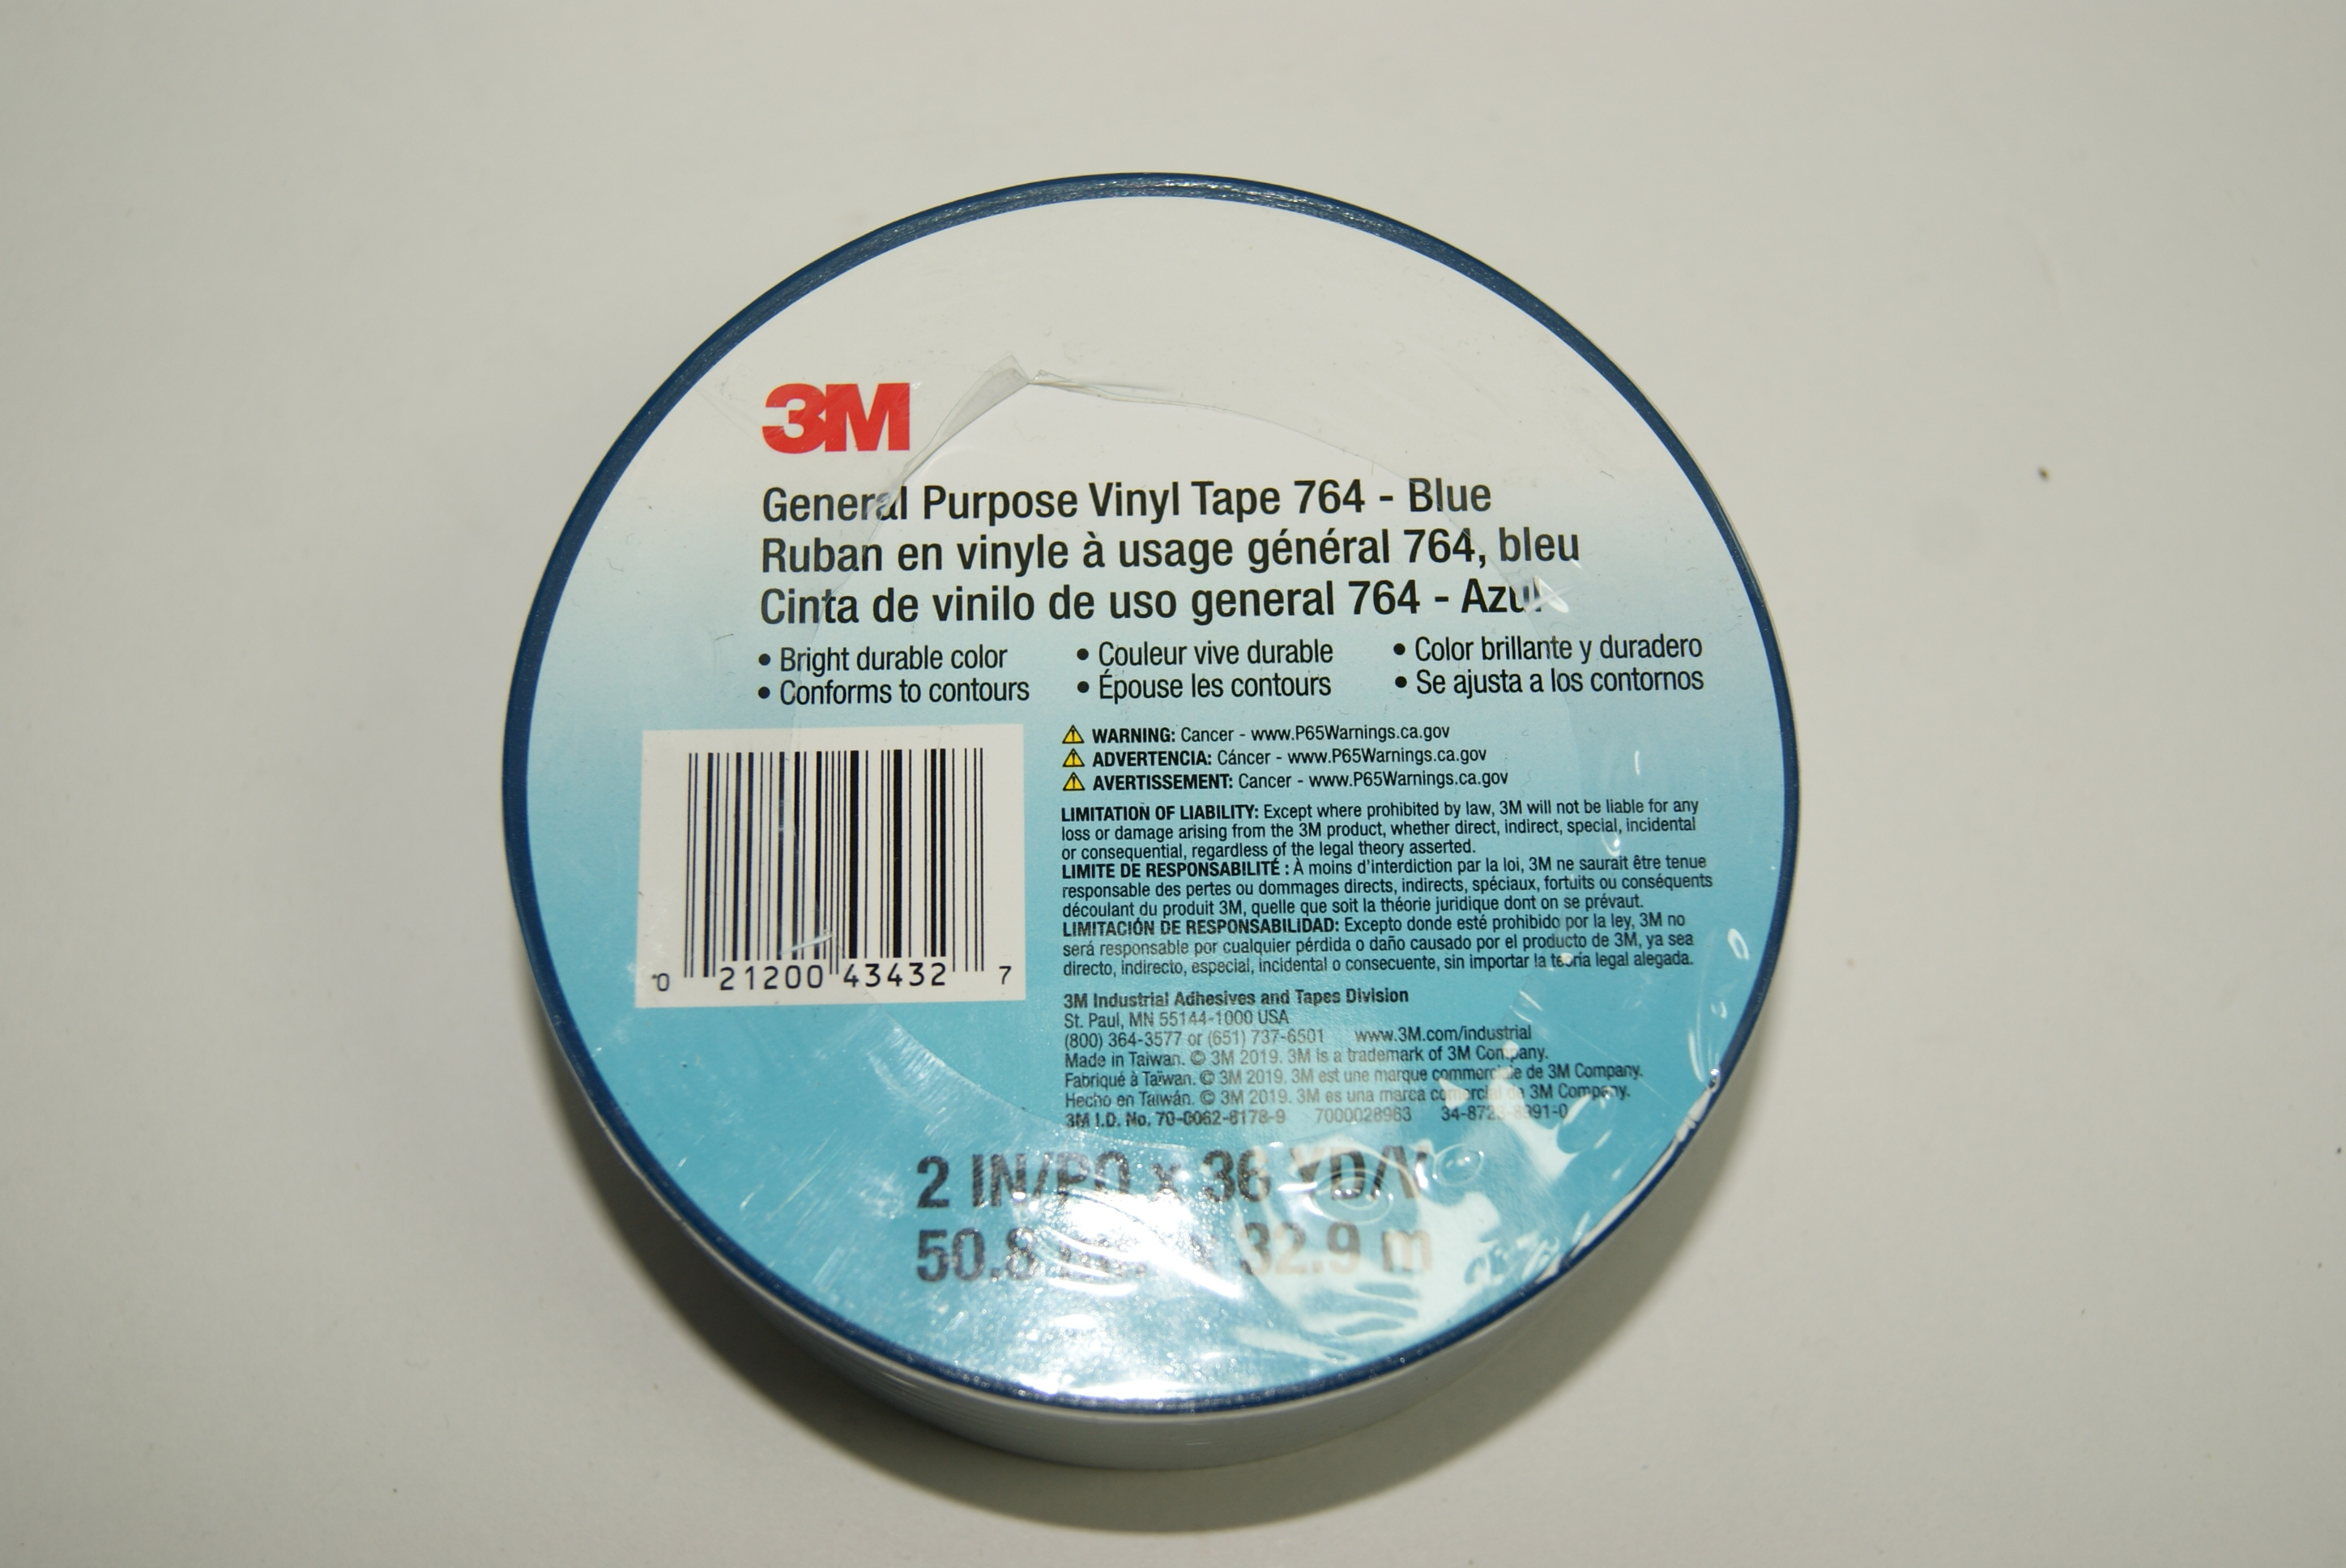 3M
General Purpose Vinyl Tape 764 - Blue
Ruban en vinyle à usage général 764, bleu
Cinta de vinilo de uso general 764 - Azul
• Bright durable color
• Conforms to contours
• Couleur vive durable
• Épouse les contours
• Color brillante y duradero
• Se ajusta a los contornos
WARNING: Cancer - www.P65Warnings.ca.gov
ADVERTENCIA: Cáncer - www.P65Warnings.ca.gov
AVERTISSEMENT: Cancer - www.P65Warnings.ca.gov
LIMITATION OF LIABILITY: Except where prohibited by law, 3M will not be liable for any
loss or damage arising from the 3M product, whether direct, indirect, special, incidental
or consequential, regardless of the legal theory asserted.
LIMITE DE RESPONSABILITÉ : À moins d'interdiction par la loi, 3M ne saurait être tenue
responsable des pertes ou dommages directs, indirects, spéciaux, fortuits ou conséquents
découlant du produit 3M, quelle que soit la théorie juridique dont on se prévaut.
LIMITACIÓN DE RESPONSABILIDAD: Excepto donde esté prohibido por la ley, 3M no
será responsable por cualquier pérdida o daño causado por el producto de 3M, ya sea
directo, indirecto, especial, incidental o consecuente, sin importar la teoría legal alegada.
0 21200 43432 7
3M Industrial Adhesives and Tapes Division
St. Paul, MN 55144-1000 USA
(800) 364-3577 or (651) 737-6501 www.3M.com/industrial
Made in Taiwan. © 3M 2019. 3M is a trademark of 3M Company.
Fabriqué à Taïwan. © 3M 2019. 3M est une marque commerciale de 3M Company.
Hecho en Taiwán. © 3M 2019. 3M es una marca comercial de 3M Company.
3M I.D. No. 70-0062-8178-9 7000028963
2 IN/PO x 36 YD/V
50.8 x 32.9 m